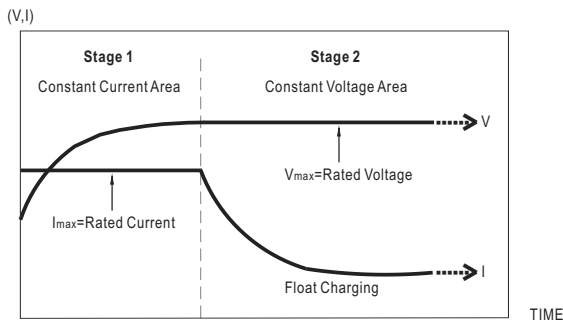 (V,I)
Stage 1
Stage 2
Constant Current Area
Constant Voltage Area
V
Vmax=Rated Voltage
Imax=Rated Current
I
Float Charging
TIME